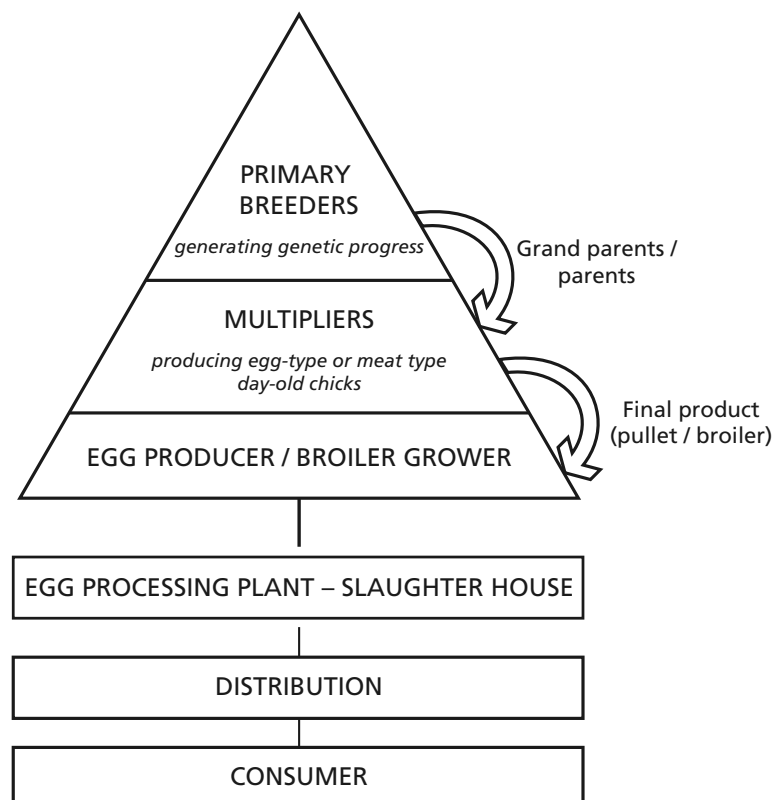 PRIMARY
BREEDERS
generating genetic progress
Grand parents /
parents
MULTIPLIERS
producing egg-type or meat type
day-old chicks
Final product
(pullet / broiler)
EGG PRODUCER / BROILER GROWER
EGG PROCESSING PLANT – SLAUGHTER HOUSE
DISTRIBUTION
CONSUMER